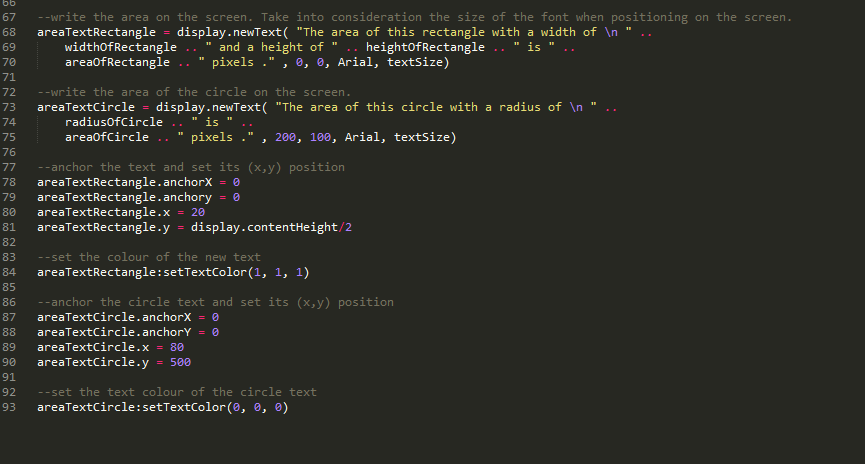 66
67 --write the area on the screen. Take into consideration the size of the font when positioning on the screen.
68 areaTextRectangle = display.newText( "The area of this rectangle with a width of \n " ..
69     widthOfRectangle .. " and a height of " .. heightOfRectangle .. " is " ..
70     areaOfRectangle .. " pixels ." , 0, 0, Arial, textSize)
71
72 --write the area of the circle on the screen.
73 areaTextCircle = display.newText( "The area of this circle with a radius of \n " ..
74     radiusOfCircle .. " is " ..
75     areaOfCircle .. " pixels ." , 200, 100, Arial, textSize)
76
77 --anchor the text and set its (x,y) position
78 areaTextRectangle.anchorX = 0
79 areaTextRectangle.anchory = 0
80 areaTextRectangle.x = 20
81 areaTextRectangle.y = display.contentHeight/2
82
83 --set the colour of the new text
84 areaTextRectangle:setTextColor(1, 1, 1)
85
86 --anchor the circle text and set its (x,y) position
87 areaTextCircle.anchorX = 0
88 areaTextCircle.anchorY = 0
89 areaTextCircle.x = 80
90 areaTextCircle.y = 500
91
92 --set the text colour of the circle text
93 areaTextCircle:setTextColor(0, 0, 0)